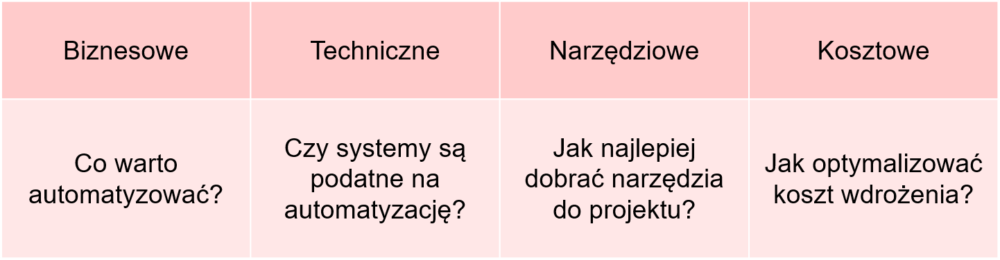 Biznesowe
Techniczne
Narzędziowe
Kosztowe
Co warto
automatyzować?
Czy systemy są
podatne na
automatyzację?
Jak najlepiej
dobrać narzędzia
do projektu?
Jak optymalizować
koszt wdrożenia?